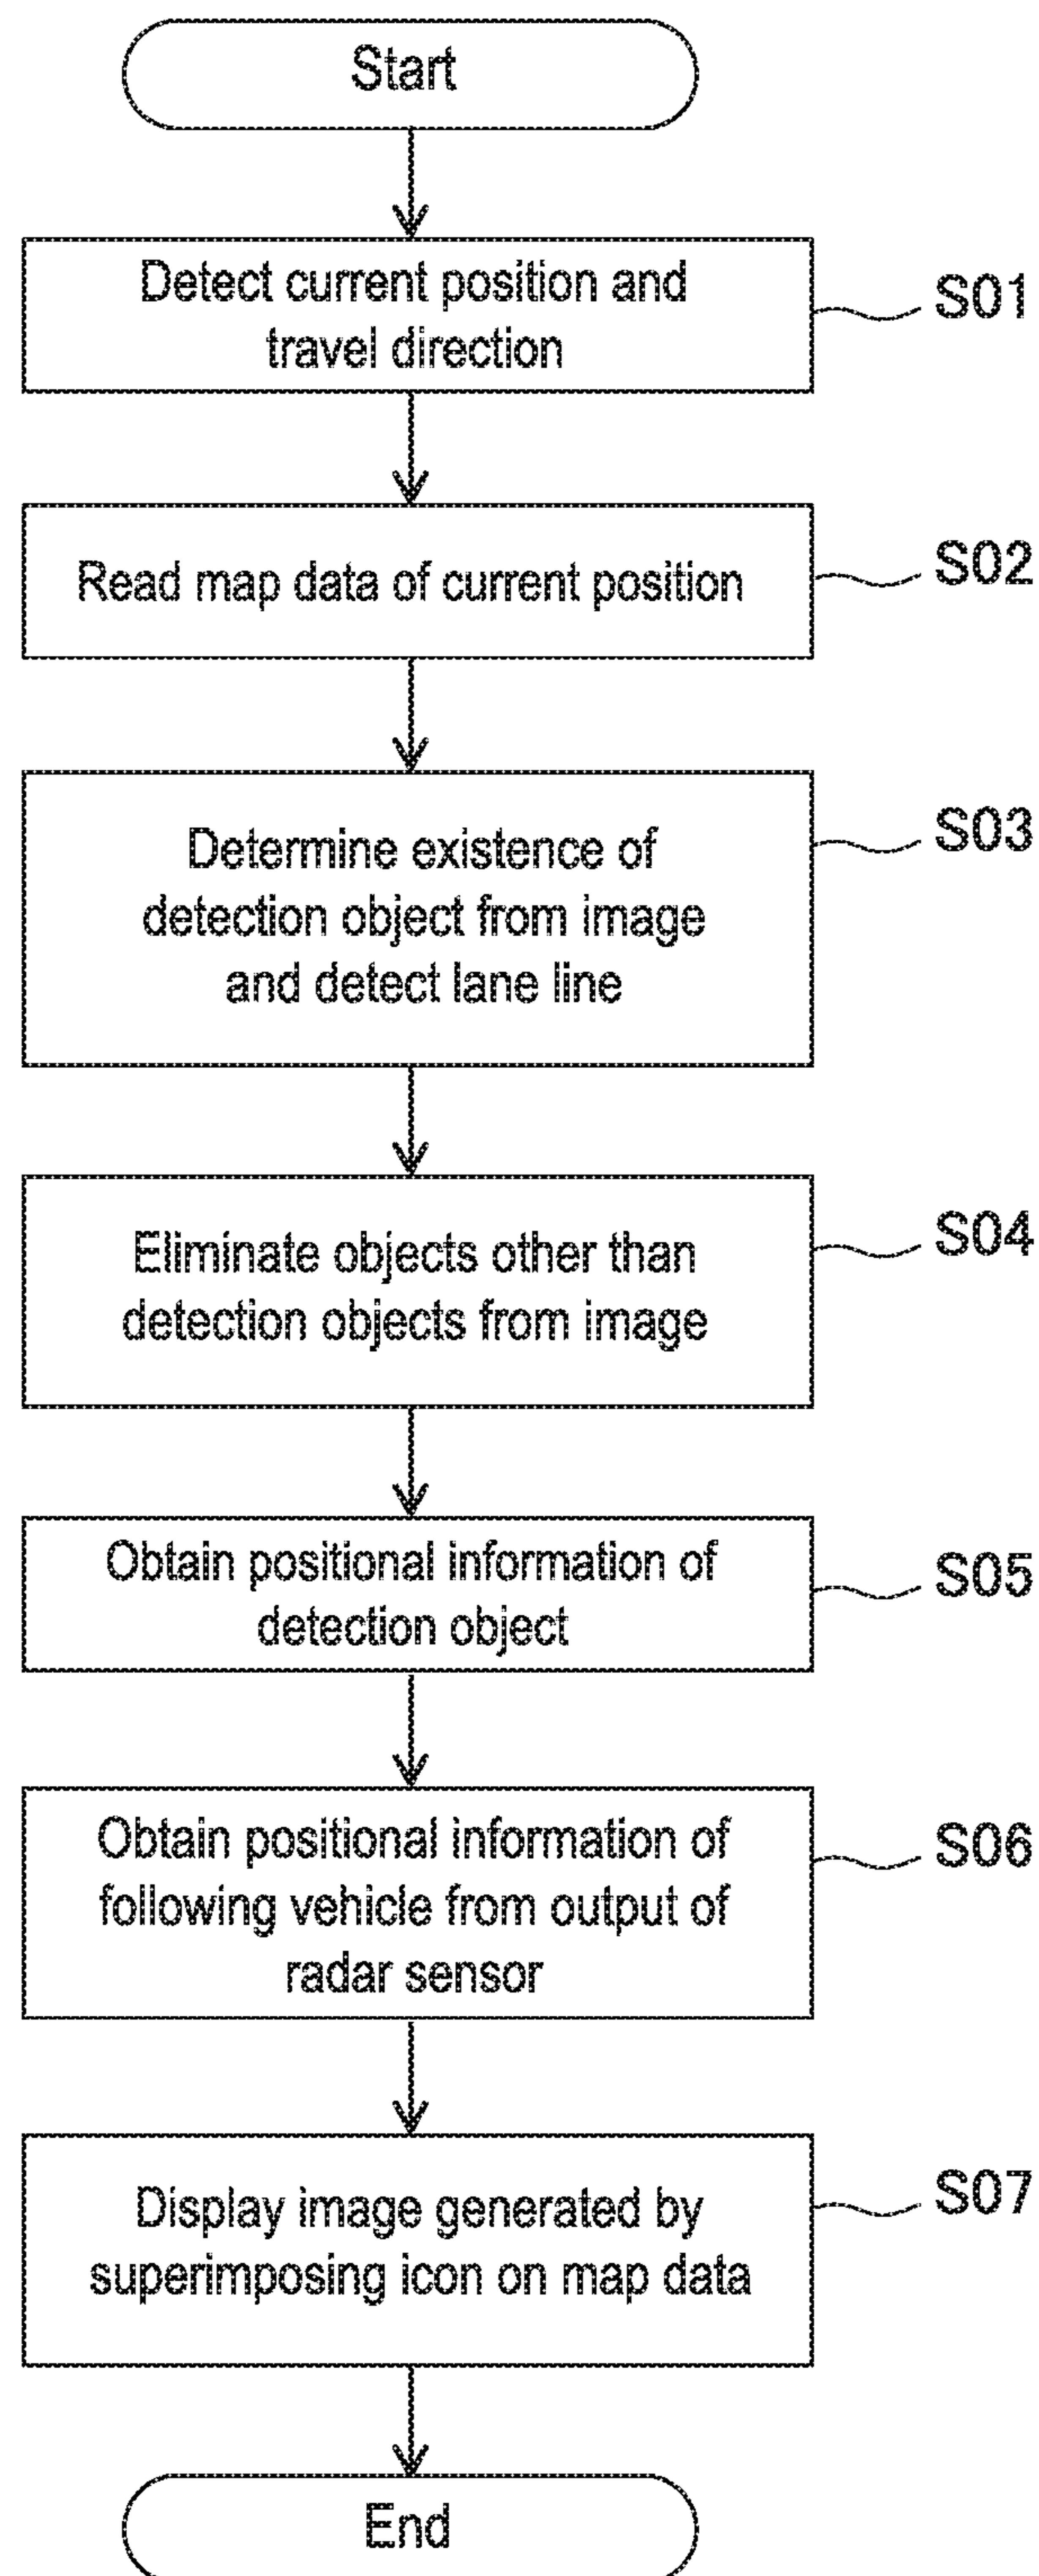 Start
Detect current position and
travel direction
S01
Read map data of current position
S02
Determine existence of
detection object from image
and detect lane line
S03
Eliminate objects other than
detection objects from image
S04
Obtain positional information of
detection object
S05
Obtain positional information of
following vehicle from output of
radar sensor
S06
Display image generated by
superimposing icon on map data
S07
End